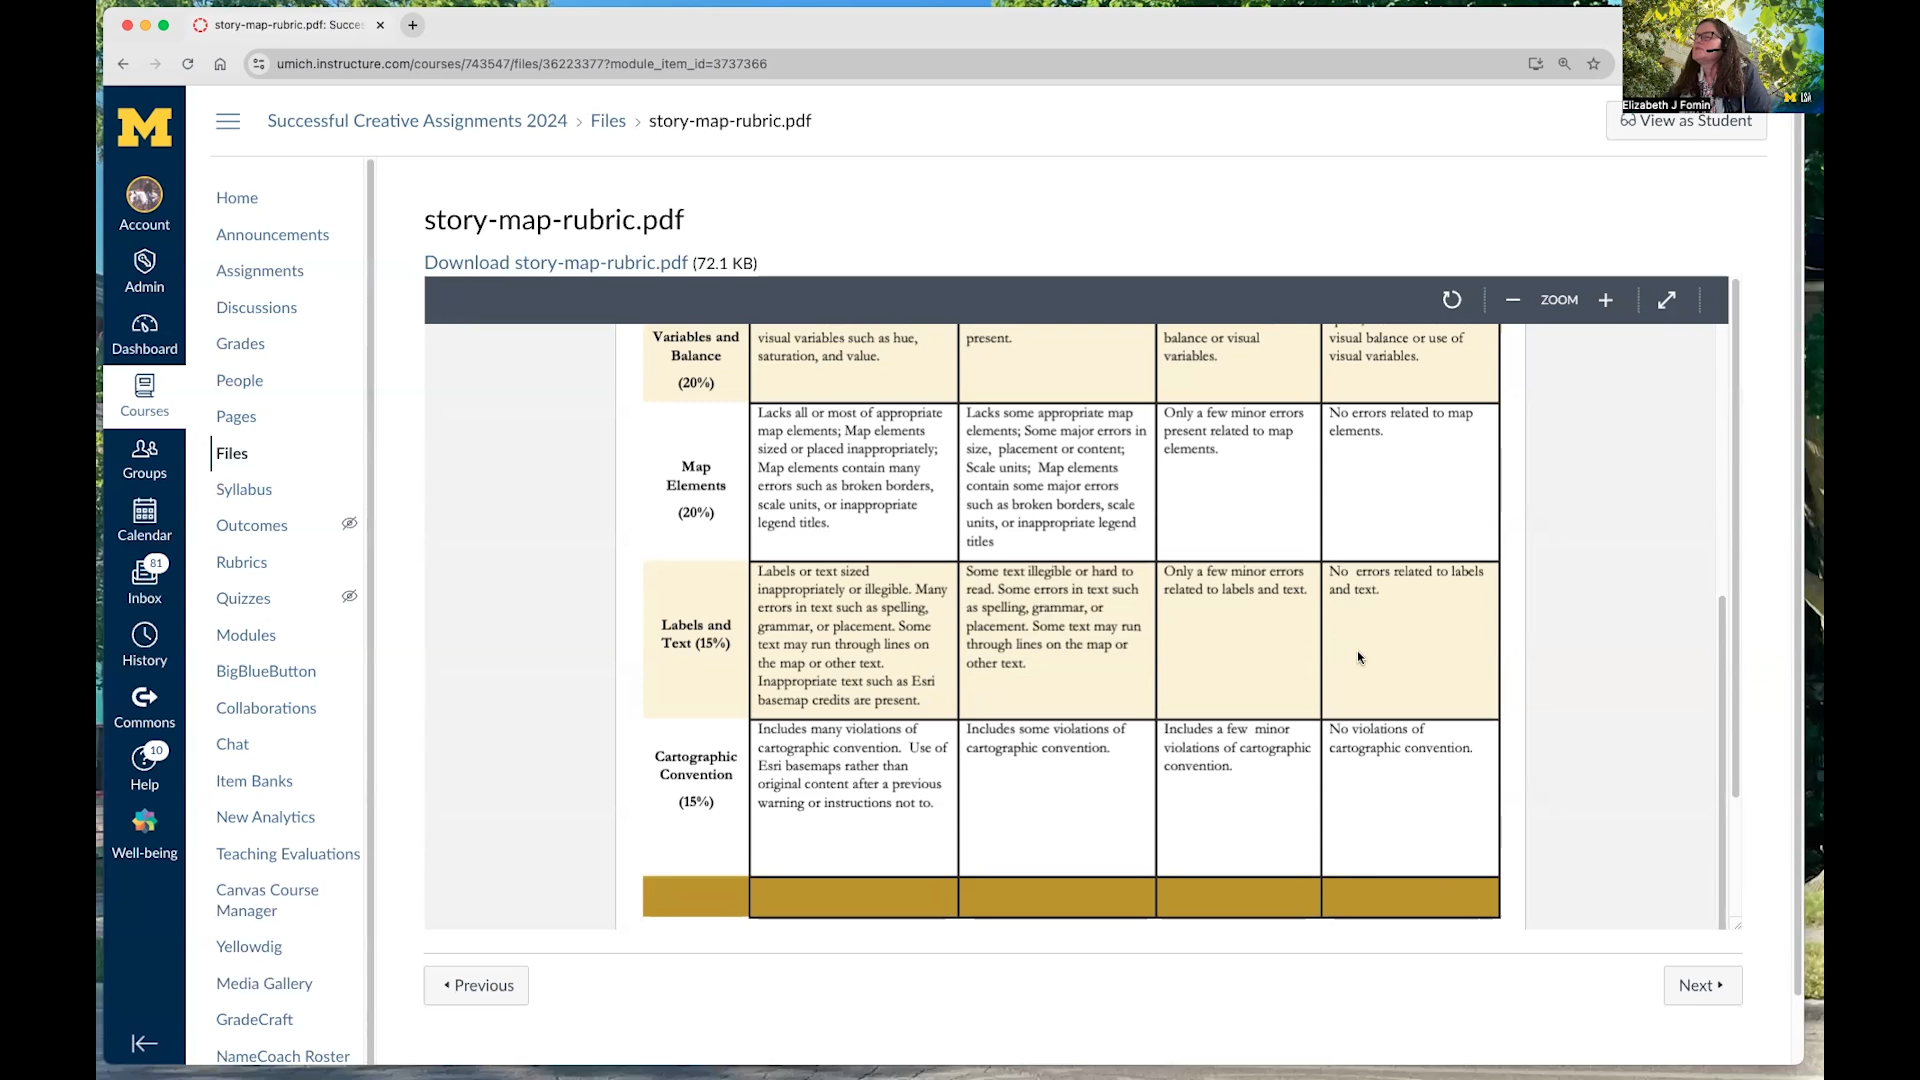 story-map-rubric.pdf: Succes
umich.instructure.com/courses/743547/files/36223377?module_item_id=3737366
Elizabeth J Fomin
M LSA
M
Successful Creative Assignments 2024 › Files › story-map-rubric.pdf
View as Student
Account
Admin
Dashboard
Courses
Groups
Calendar
81
Inbox
History
Commons
10
Help
Well-being
Home
Announcements
Assignments
Discussions
Grades
People
Pages
Files
Syllabus
Outcomes
Rubrics
Quizzes
Modules
BigBlueButton
Collaborations
Chat
Item Banks
New Analytics
Teaching Evaluations
Canvas Course
Manager
Yellowdig
Media Gallery
GradeCraft
NameCoach Roster
story-map-rubric.pdf
Download story-map-rubric.pdf (72.1 KB)
ZOOM
Variables and
Balance
(20%)
visual variables such as hue,
saturation, and value.
present.
balance or visual
variables.
visual balance or use of
visual variables.
Map
Elements
(20%)
Lacks all or most of appropriate
map elements; Map elements
sized or placed inappropriately;
Map elements contain many
errors such as broken borders,
scale units, or inappropriate
legend titles.
Lacks some appropriate map
elements; Some major errors in
size, placement or content;
Scale units; Map elements
contain some major errors
such as broken borders, scale
units, or inappropriate legend
titles
Only a few minor errors
present related to map
elements.
No errors related to map
elements.
Labels and
Text (15%)
Labels or text sized
inappropriately or illegible. Many
errors in text such as spelling,
grammar, or placement. Some
text may run through lines on
the map or other text.
Inappropriate text such as Esri
basemap credits are present.
Some text illegible or hard to
read. Some errors in text such
as spelling, grammar, or
placement. Some text may run
through lines on the map or
other text.
Only a few minor errors
related to labels and text.
No errors related to labels
and text.
Cartographic
Convention
(15%)
Includes many violations of
cartographic convention. Use of
Esri basemaps rather than
original content after a previous
warning or instructions not to.
Includes some violations of
cartographic convention.
Includes a few minor
violations of cartographic
convention.
No violations of
cartographic convention.
Previous
Next